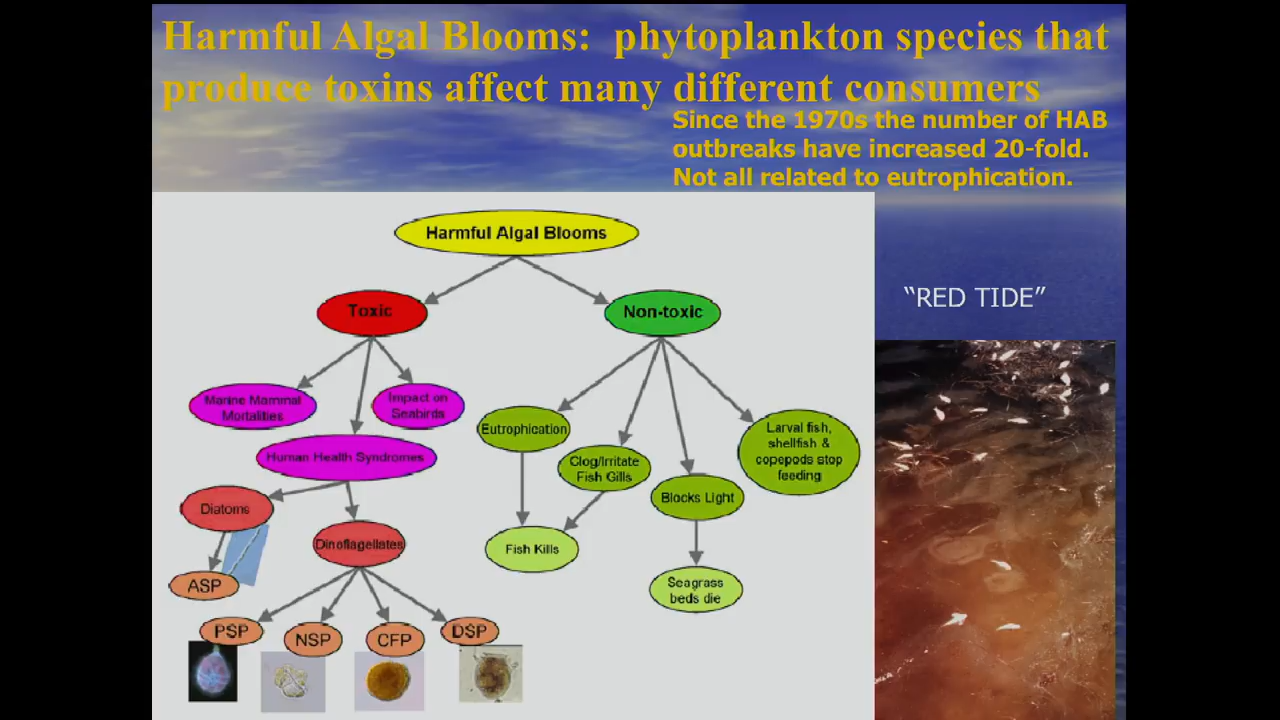 Harmful Algal Blooms:  phytoplankton species that
produce toxins affect many different consumers
Since the 1970s the number of HAB
outbreaks have increased 20-fold.
Not all related to eutrophication.
Harmful Algal Blooms
Toxic
Non-toxic
Marine Mammal
Mortalities
Impact on
Seabirds
Human Health Syndromes
Diatoms
Dinoflagellates
ASP
PSP
NSP
CFP
DSP
Eutrophication
Clog/Irritate
Fish Gills
Blocks Light
Larval fish,
shellfish &
copepods stop
feeding
Fish Kills
Seagrass
beds die
“RED TIDE”